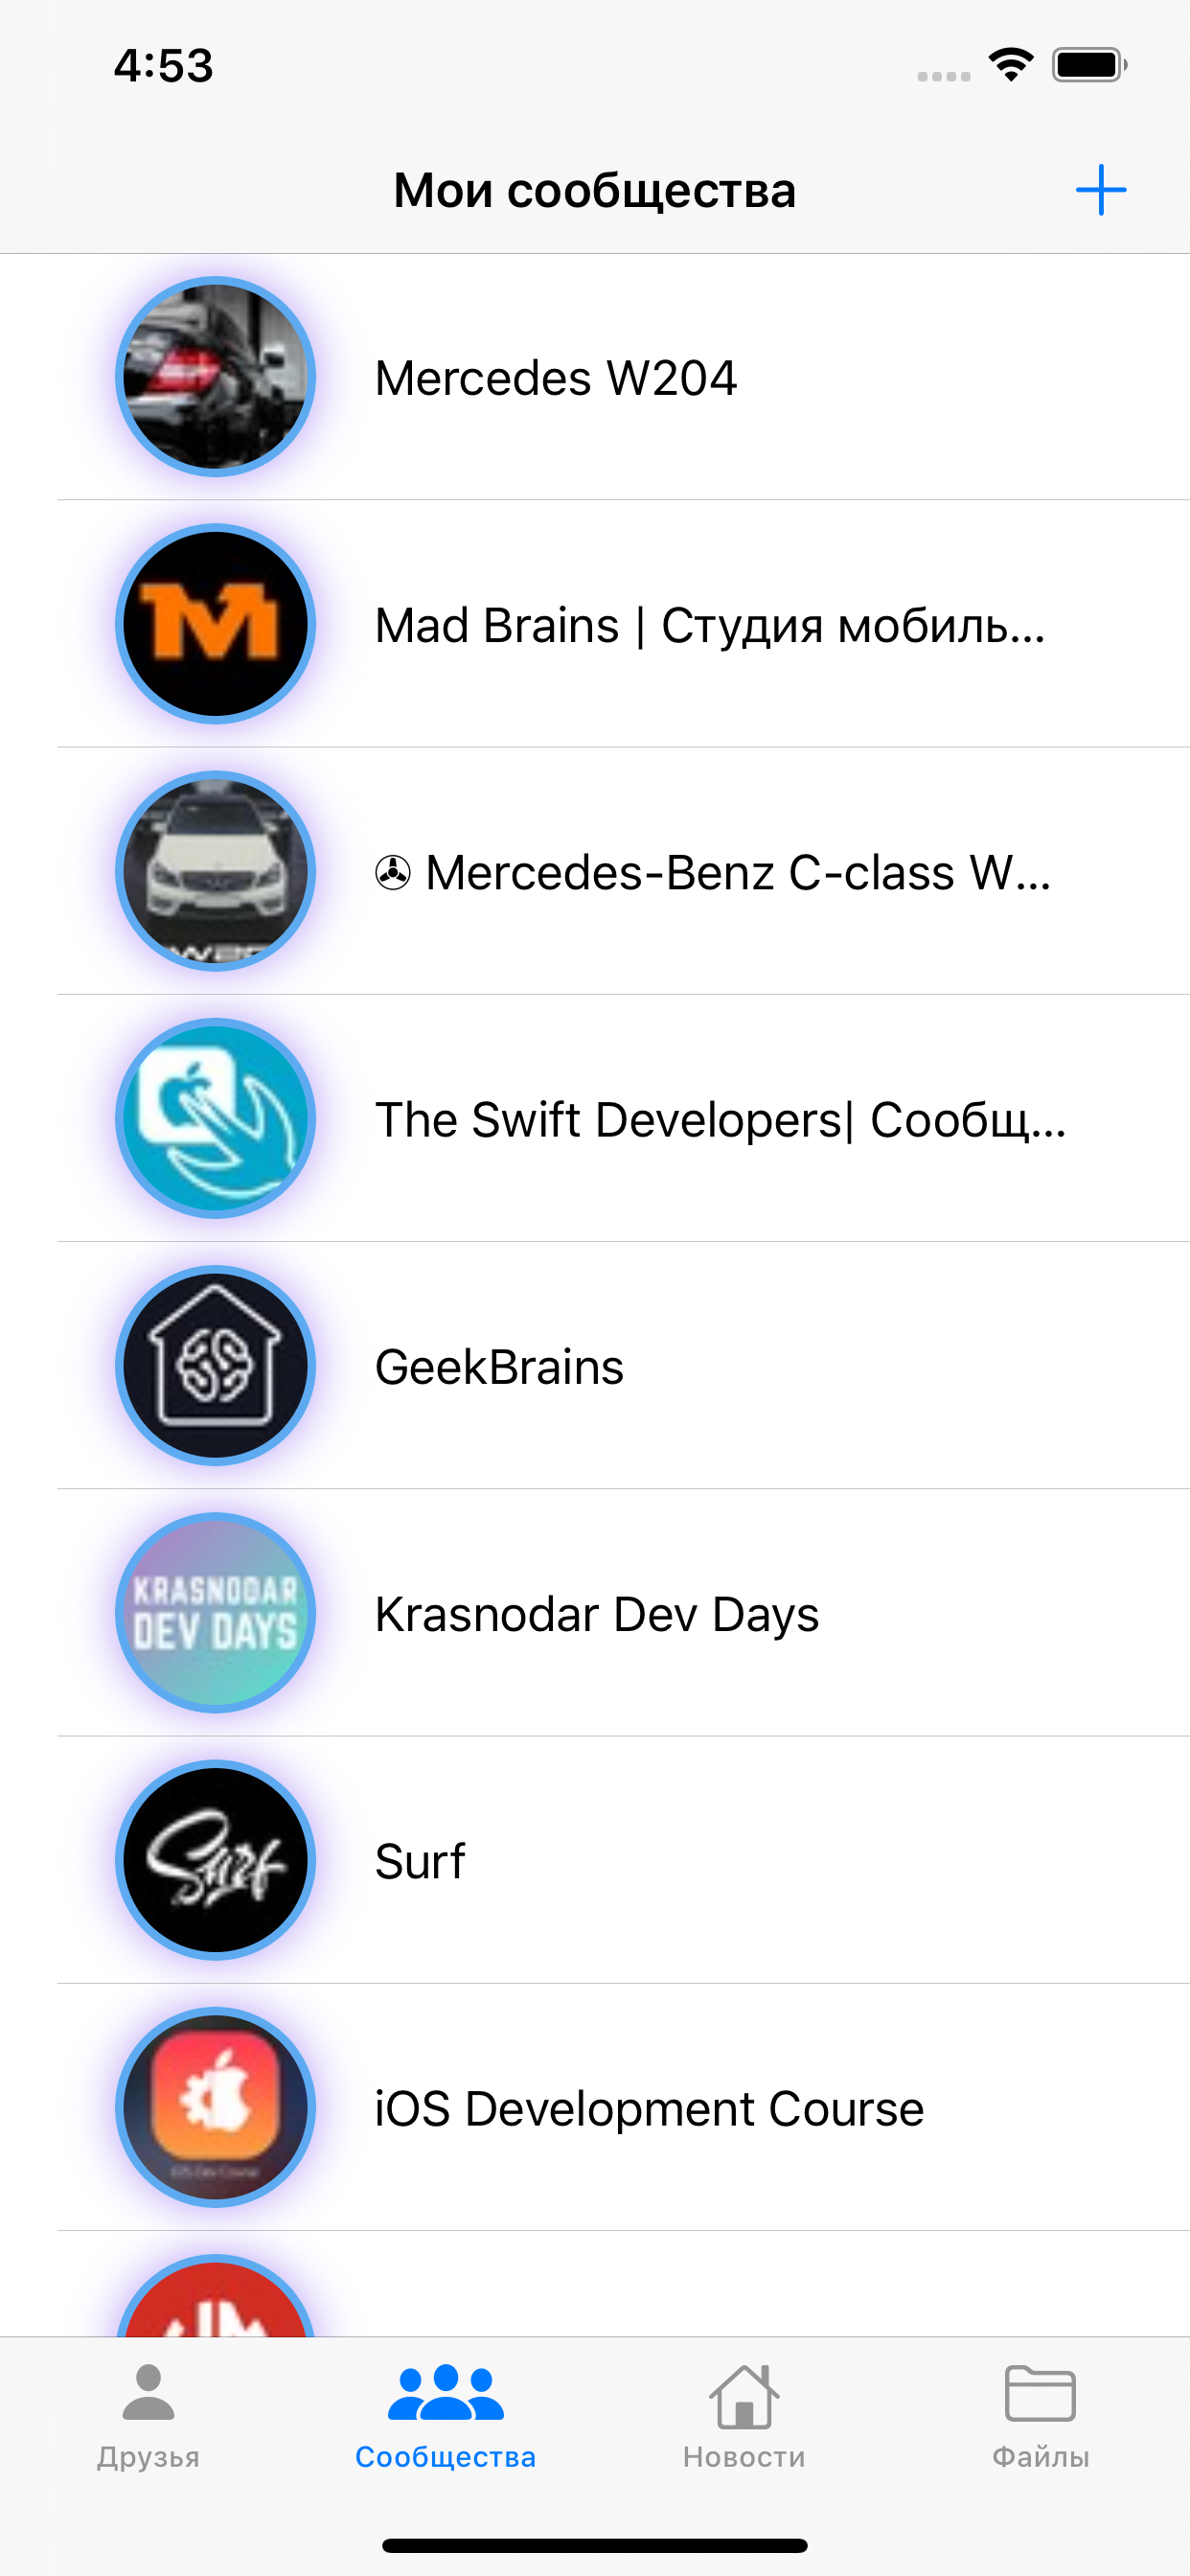 4:53
Мои сообщества
Mercedes W204
Mad Brains | Студия мобиль...
Mercedes-Benz C-class W...
The Swift Developers| Сообщ...
GeekBrains
KRASNODAR
DEV DAYS
Krasnodar Dev Days
Surf
Surf
iOS Development Course
Друзья
Сообщества
Новости
Файлы